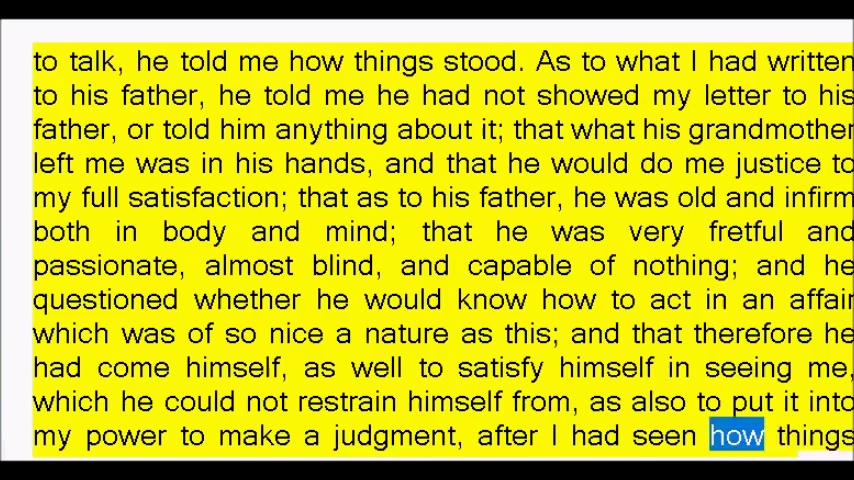 to talk, he told me how things stood. As to what I had written
to his father, he told me he had not showed my letter to his
father, or told him anything about it; that what his grandmother
left me was in his hands, and that he would do me justice to
my full satisfaction; that as to his father, he was old and infirm
both in body and mind; that he was very fretful and
passionate, almost blind, and capable of nothing; and he
questioned whether he would know how to act in an affair
which was of so nice a nature as this; and that therefore he
had come himself, as well to satisfy himself in seeing me,
which he could not restrain himself from, as also to put it into
my power to make a judgment, after I had seen how things